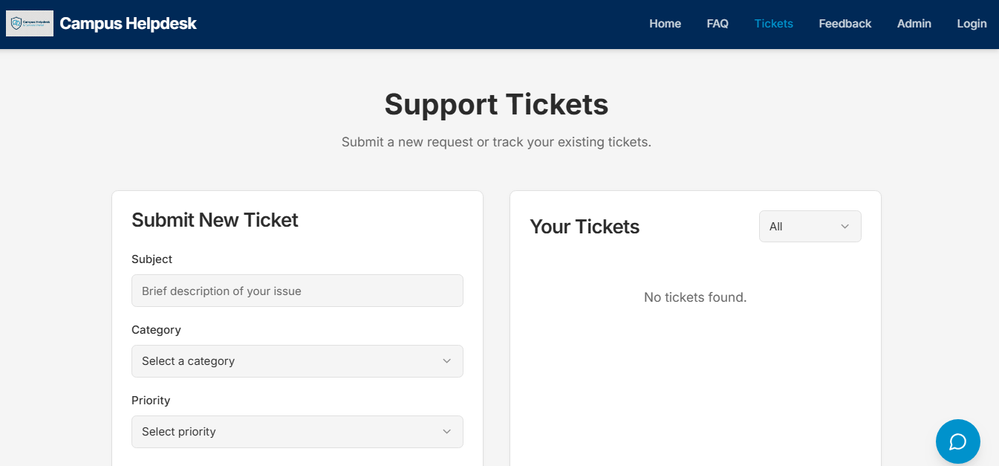 Campus Helpdesk
Campus Helpdesk
Home
FAQ
Tickets
Feedback
Admin
Login
Support Tickets
Submit a new request or track your existing tickets.
Submit New Ticket
Subject
Brief description of your issue
Category
Select a category
Priority
Select priority
Your Tickets
All
No tickets found.